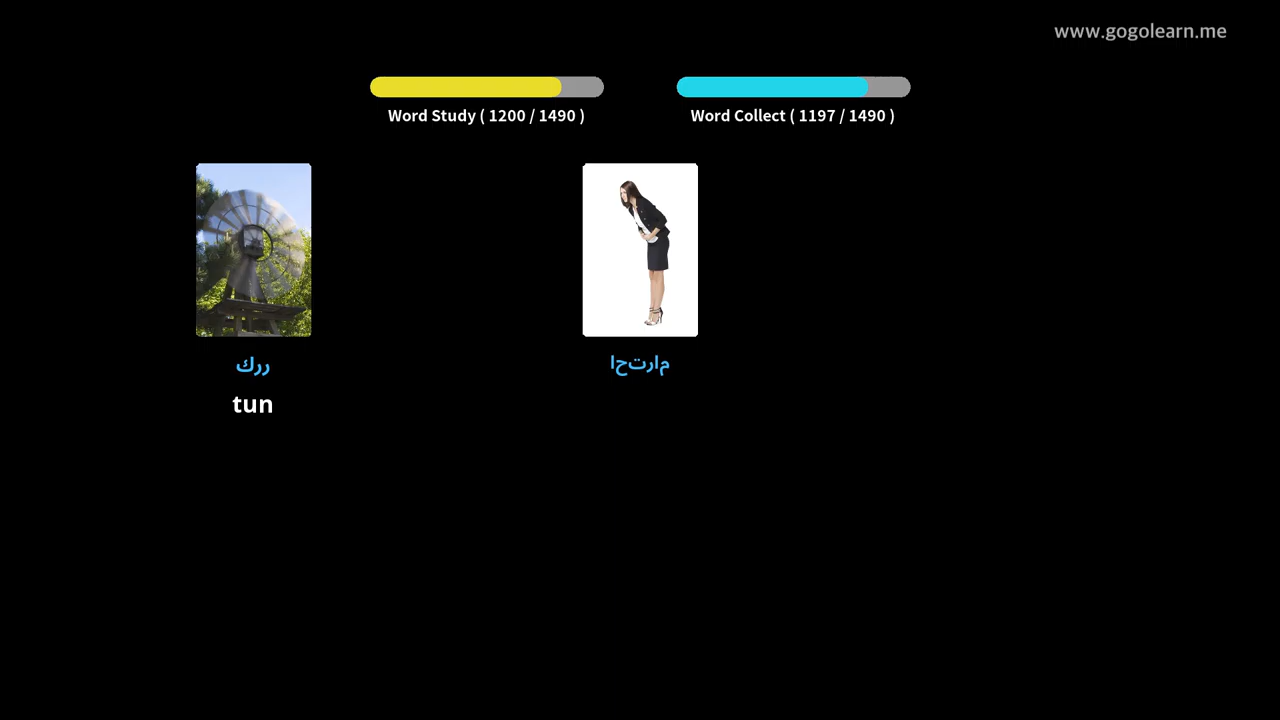 www.gogolearn.me
Word Study ( 1200 / 1490 )
Word Collect ( 1197 / 1490 )
ررك
مارتحا
tun